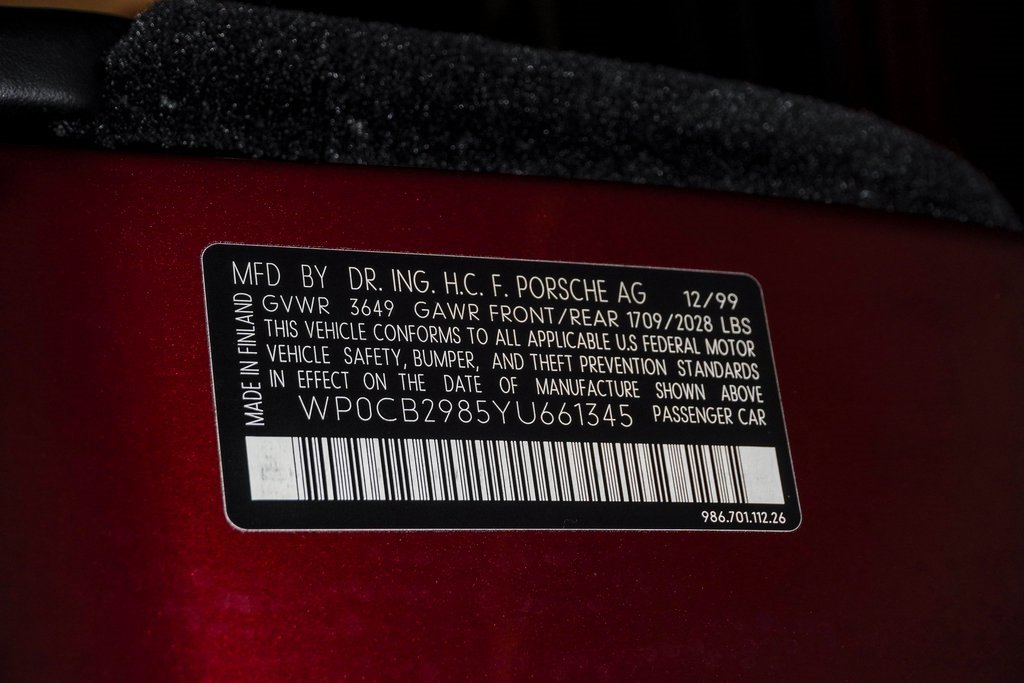 MFD BY DR. ING. H.C. F. PORSCHE AG 12/99
GVWR 3649 GAWR FRONT/REAR 1709/2028 LBS
THIS VEHICLE CONFORMS TO ALL APPLICABLE U.S FEDERAL MOTOR
VEHICLE SAFETY, BUMPER, AND THEFT PREVENTION STANDARDS
IN EFFECT ON THE DATE OF MANUFACTURE SHOWN ABOVE
WP0CB2985YU661345 PASSENGER CAR
MADE IN FINLAND
986.701.112.26